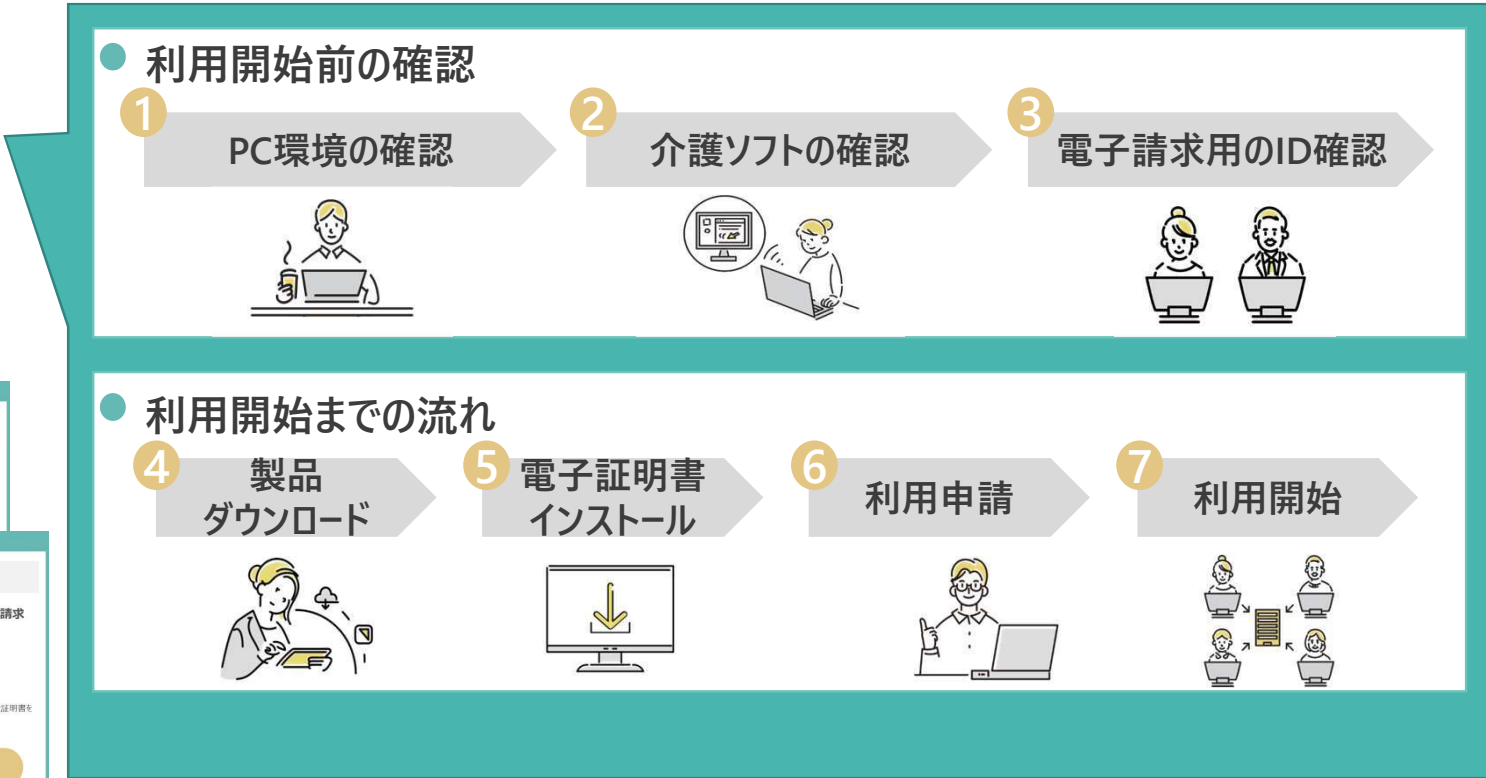 利用開始前の確認
1
PC環境の確認
2
介護ソフトの確認
3
電子請求用のID確認
利用開始までの流れ
4
製品
ダウンロード
5
電子証明書
インストール
6
利用申請
7
利用開始
請求
証明書を